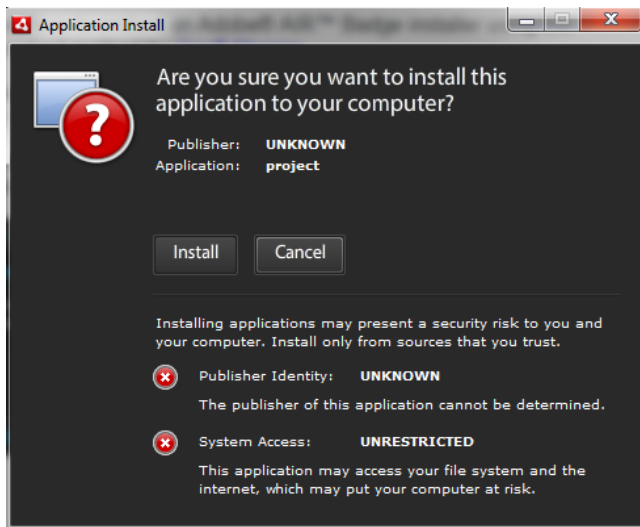 Application Install
Are you sure you want to install this
application to your computer?
Publisher: UNKNOWN
Application: project
Install Cancel
Installing applications may present a security risk to you and
your computer. Install only from sources that you trust.
Publisher Identity: UNKNOWN
The publisher of this application cannot be determined.
System Access: UNRESTRICTED
This application may access your file system and the
internet, which may put your computer at risk.